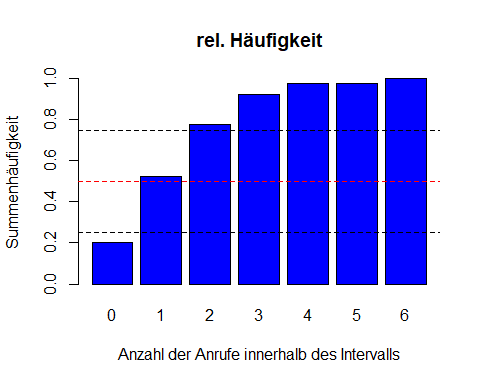 rel. Häufigkeit
Summenhäufigkeit
1.0
0.8
0.6
0.4
0.2
0.0
0 1 2 3 4 5 6
Anzahl der Anrufe innerhalb des Intervalls